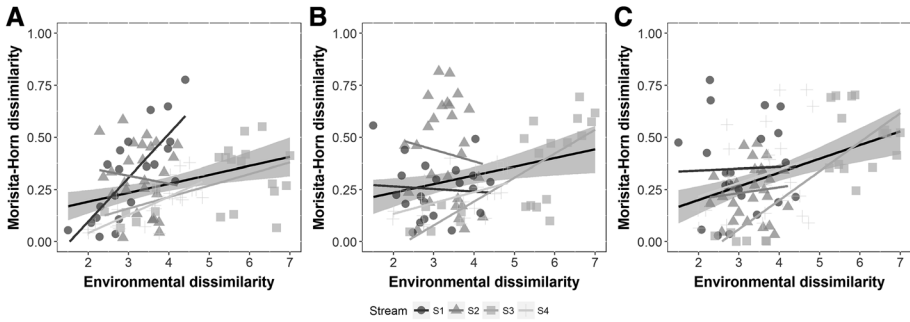 A
Morisita-Horn dissimilarity
1.00
0.75
0.50
0.25
0.00
2 3 4 5 6 7
Environmental dissimilarity
B
Morisita-Horn dissimilarity
1.00
0.75
0.50
0.25
0.00
2 3 4 5 6 7
Environmental dissimilarity
C
Morisita-Horn dissimilarity
1.00
0.75
0.50
0.25
0.00
2 3 4 5 6 7
Environmental dissimilarity
Stream S1 S2 S3 S4